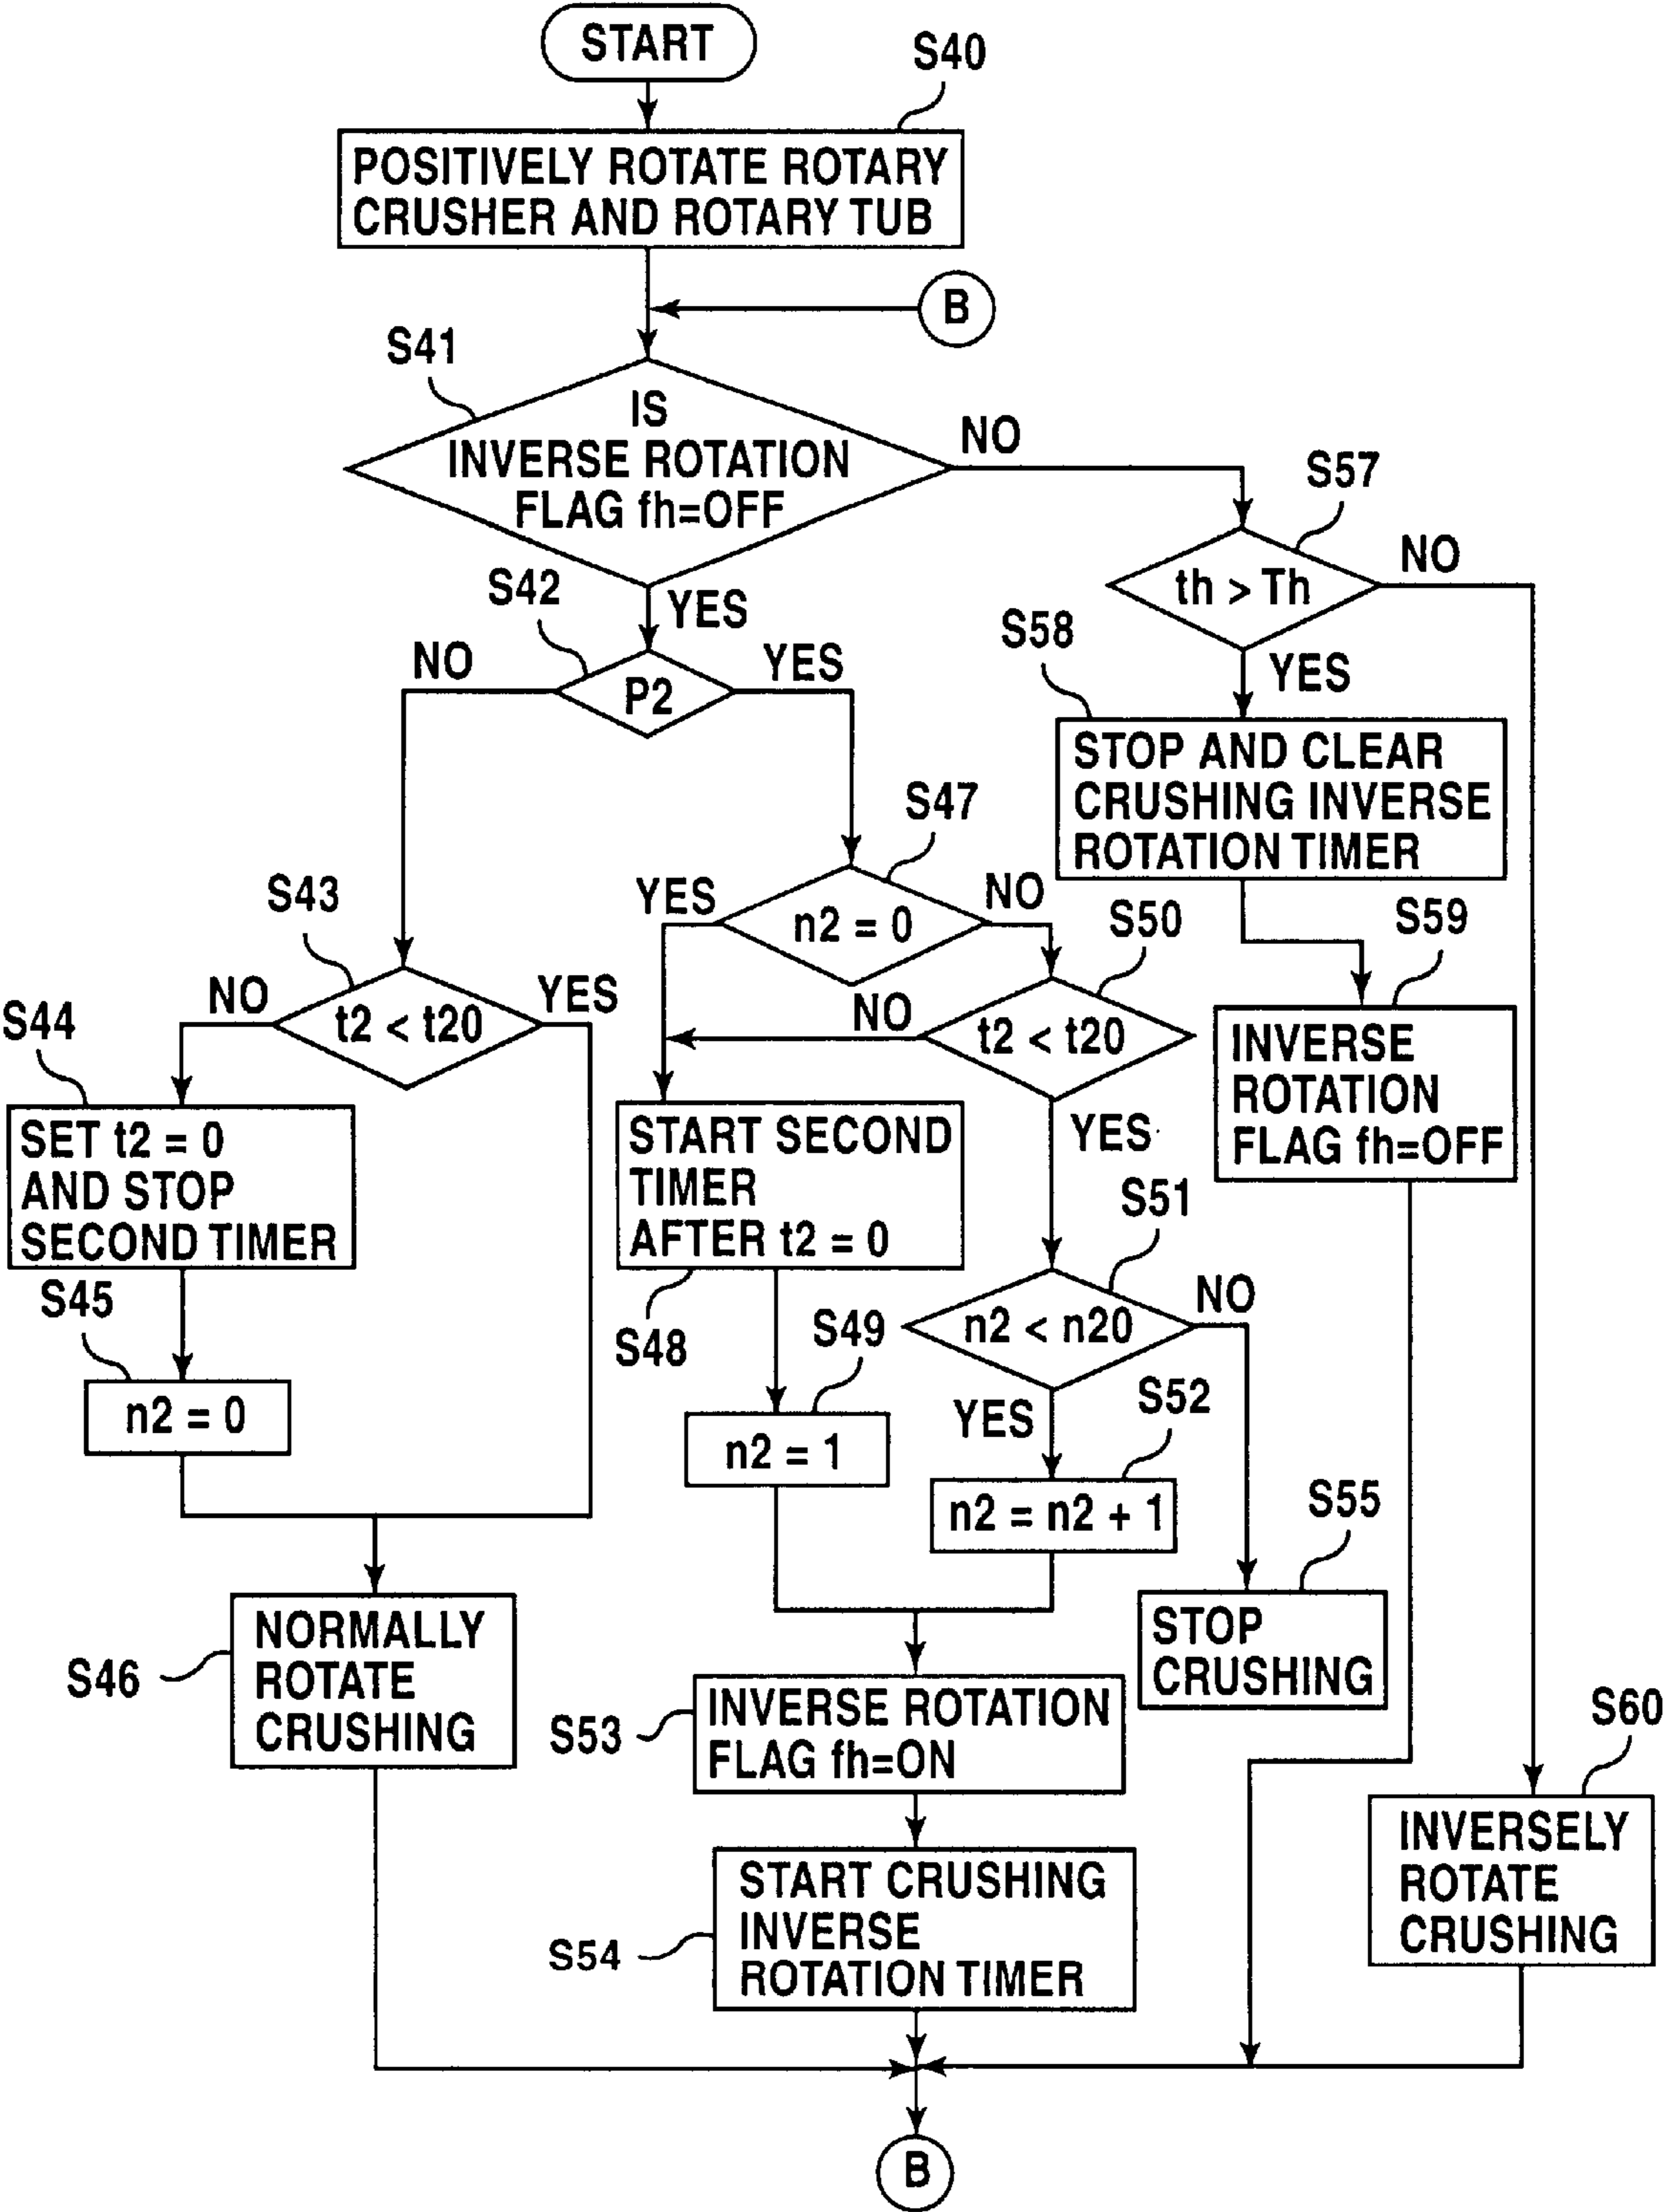 START
S40
POSITIVELY ROTATE ROTARY
CRUSHER AND ROTARY TUB
B
S41
IS
INVERSE ROTATION
FLAG fh=OFF
NO
S57
th > Th
NO
S42
YES
NO
YES
P2
S58
YES
STOP AND CLEAR
CRUSHING INVERSE
ROTATION TIMER
S47
YES
n2 = 0
NO
S43
NO
t2 < t20
YES
S50
NO
t2 < t20
S59
INVERSE
ROTATION
FLAG fh=OFF
S44
SET t2 = 0
AND STOP
SECOND TIMER
START SECOND
TIMER
AFTER t2 = 0
YES
S51
S45
n2 = 0
S48
S49
n2 = 1
n2 < n20
NO
YES
S52
n2 = n2 + 1
S55
STOP
CRUSHING
S46
NORMALLY
ROTATE
CRUSHING
S53
INVERSE ROTATION
FLAG fh=ON
S60
INVERSELY
ROTATE
CRUSHING
S54
START CRUSHING
INVERSE
ROTATION TIMER
B